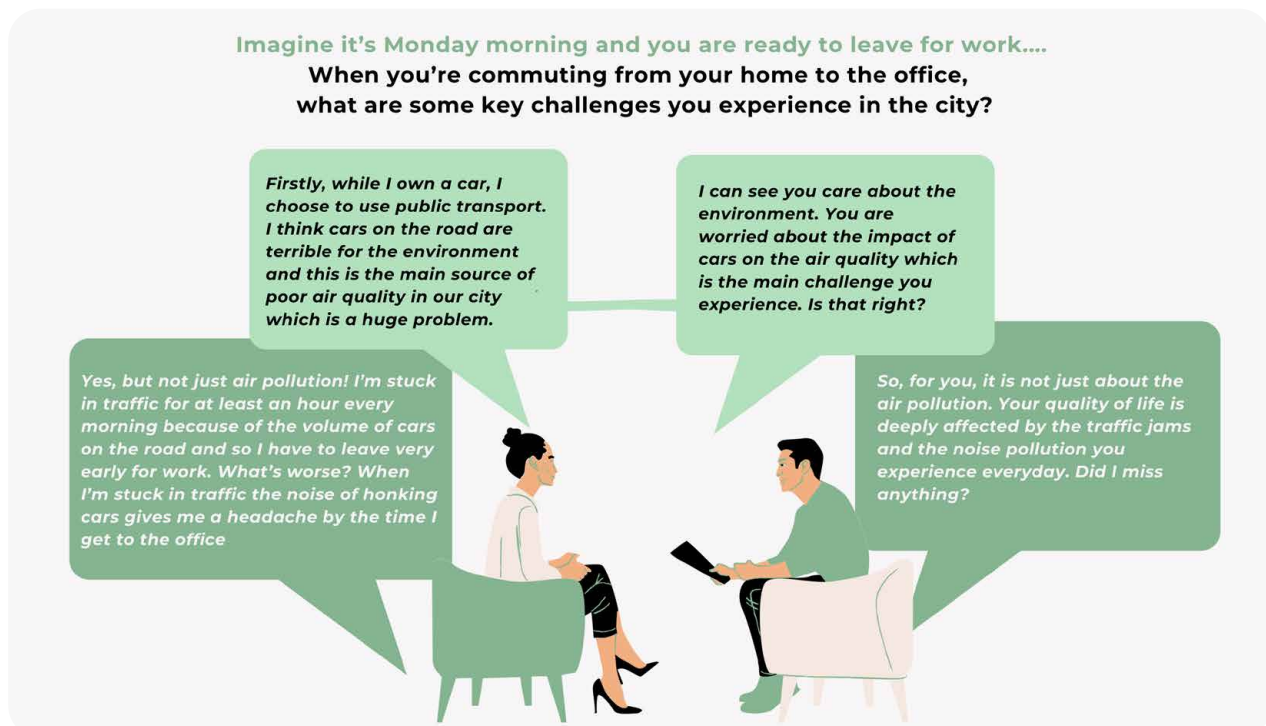 Imagine it's Monday morning and you are ready to leave for work....
When you're commuting from your home to the office,
what are some key challenges you experience in the city?
Firstly, while I own a car, I
choose to use public transport.
I think cars on the road are
terrible for the environment
and this is the main source of
poor air quality in our city
which is a huge problem.
I can see you care about the
environment. You are
worried about the impact of
cars on the air quality which
is the main challenge you
experience. Is that right?
Yes, but not just air pollution! I'm stuck
in traffic for at least an hour every
morning because of the volume of cars
on the road and so I have to leave very
early for work. What's worse? When
I'm stuck in traffic the noise of honking
cars gives me a headache by the time I
get to the office
So, for you, it is not just about the
air pollution. Your quality of life is
deeply affected by the traffic jams
and the noise pollution you
experience everyday. Did I miss
anything?